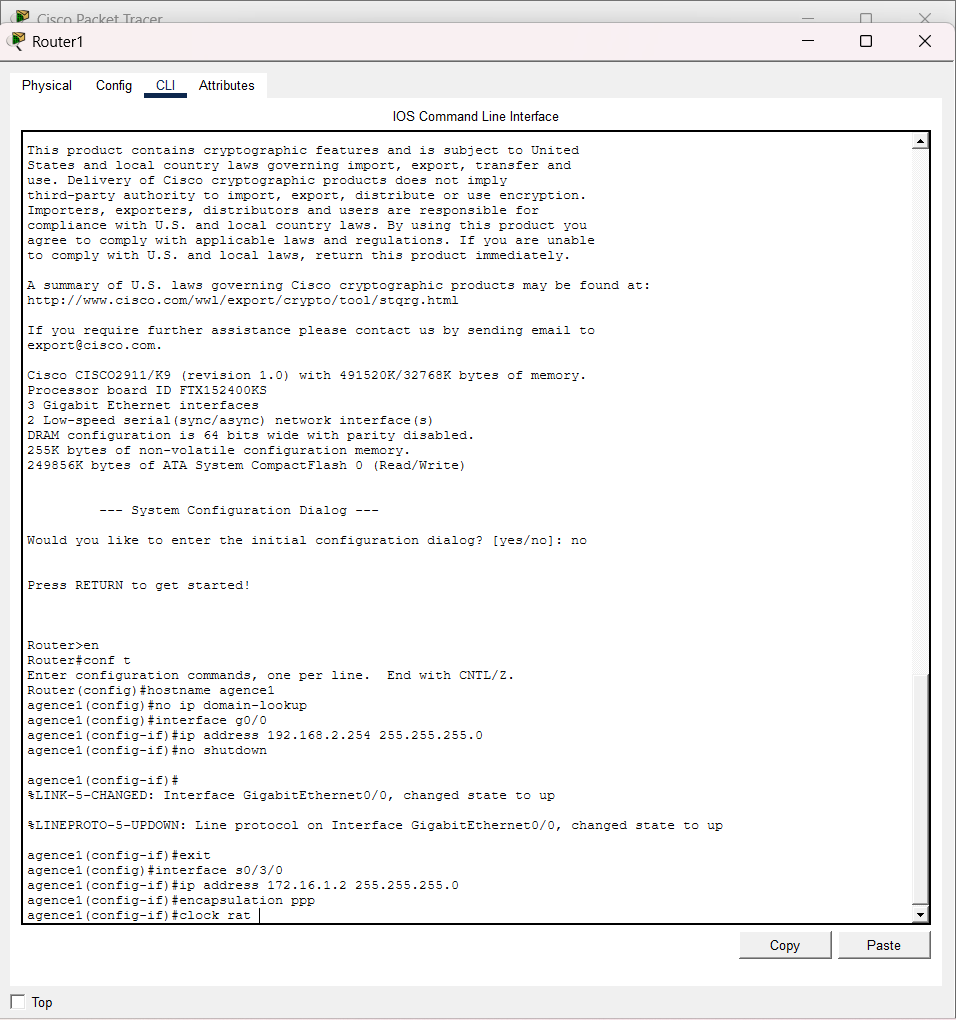 Cisco Packet Tracer
Router1
Physical Config CLI Attributes
IOS Command Line Interface
This product contains cryptographic features and is subject to United
States and local country laws governing import, export, transfer and
use. Delivery of Cisco cryptographic products does not imply
third-party authority to import, export, distribute or use encryption.
Importers, exporters, distributors and users are responsible for
compliance with U.S. and local country laws. By using this product you
agree to comply with applicable laws and regulations. If you are unable
to comply with U.S. and local laws, return this product immediately.
A summary of U.S. laws governing Cisco cryptographic products may be found at:
http://www.cisco.com/wwl/export/crypto/tool/stqrg.html
If you require further assistance please contact us by sending email to
export@cisco.com.
Cisco CISCO2911/K9 (revision 1.0) with 491520K/32768K bytes of memory.
Processor board ID FTX152400KS
3 Gigabit Ethernet interfaces
2 Low-speed serial(sync/async) network interface(s)
DRAM configuration is 64 bits wide with parity disabled.
255K bytes of non-volatile configuration memory.
249856K bytes of ATA System CompactFlash 0 (Read/Write)
--- System Configuration Dialog ---
Would you like to enter the initial configuration dialog? [yes/no]: no
Press RETURN to get started!
Router>en
Router#conf t
Enter configuration commands, one per line.  End with CNTL/Z.
Router(config)#hostname agence1
agence1(config)#no ip domain-lookup
agence1(config)#interface g0/0
agence1(config-if)#ip address 192.168.2.254 255.255.255.0
agence1(config-if)#no shutdown
agence1(config-if)#
%LINK-5-CHANGED: Interface GigabitEthernet0/0, changed state to up
%LINEPROTO-5-UPDOWN: Line protocol on Interface GigabitEthernet0/0, changed state to up
agence1(config-if)#exit
agence1(config)#interface s0/3/0
agence1(config-if)#ip address 172.16.1.2 255.255.255.0
agence1(config-if)#encapsulation ppp
agence1(config-if)#clock rat
Copy Paste
Top